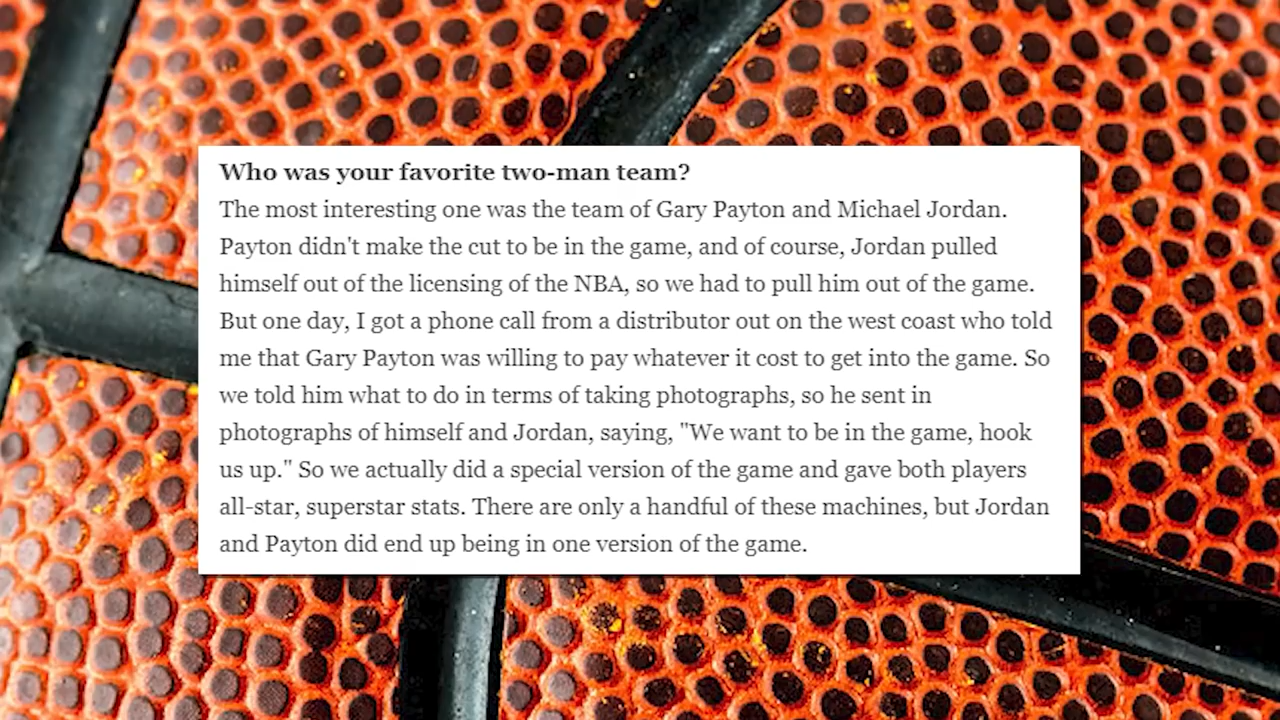 Who was your favorite two-man team?
The most interesting one was the team of Gary Payton and Michael Jordan.
Payton didn't make the cut to be in the game, and of course, Jordan pulled
himself out of the licensing of the NBA, so we had to pull him out of the game.
But one day, I got a phone call from a distributor out on the west coast who told
me that Gary Payton was willing to pay whatever it cost to get into the game. So
we told him what to do in terms of taking photographs, so he sent in
photographs of himself and Jordan, saying, "We want to be in the game, hook
us up." So we actually did a special version of the game and gave both players
all-star, superstar stats. There are only a handful of these machines, but Jordan
and Payton did end up being in one version of the game.